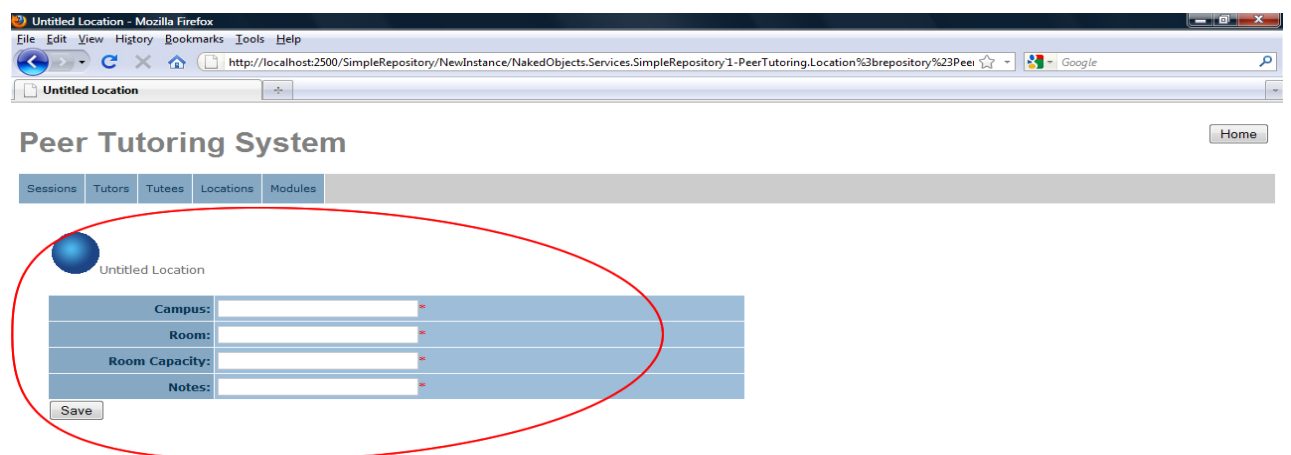 Untitled Location - Mozilla Firefox
File Edit View History Bookmarks Tools Help
http://localhost:2500/SimpleRepository/NewInstance/NakedObjects.Services.SimpleRepository`1-PeerTutoring.Location%3brepository%23Peer Google
Untitled Location
Peer Tutoring System Home
Sessions Tutors Tutees Locations Modules
Untitled Location
Campus: *
Room: *
Room Capacity: *
Notes: *
Save